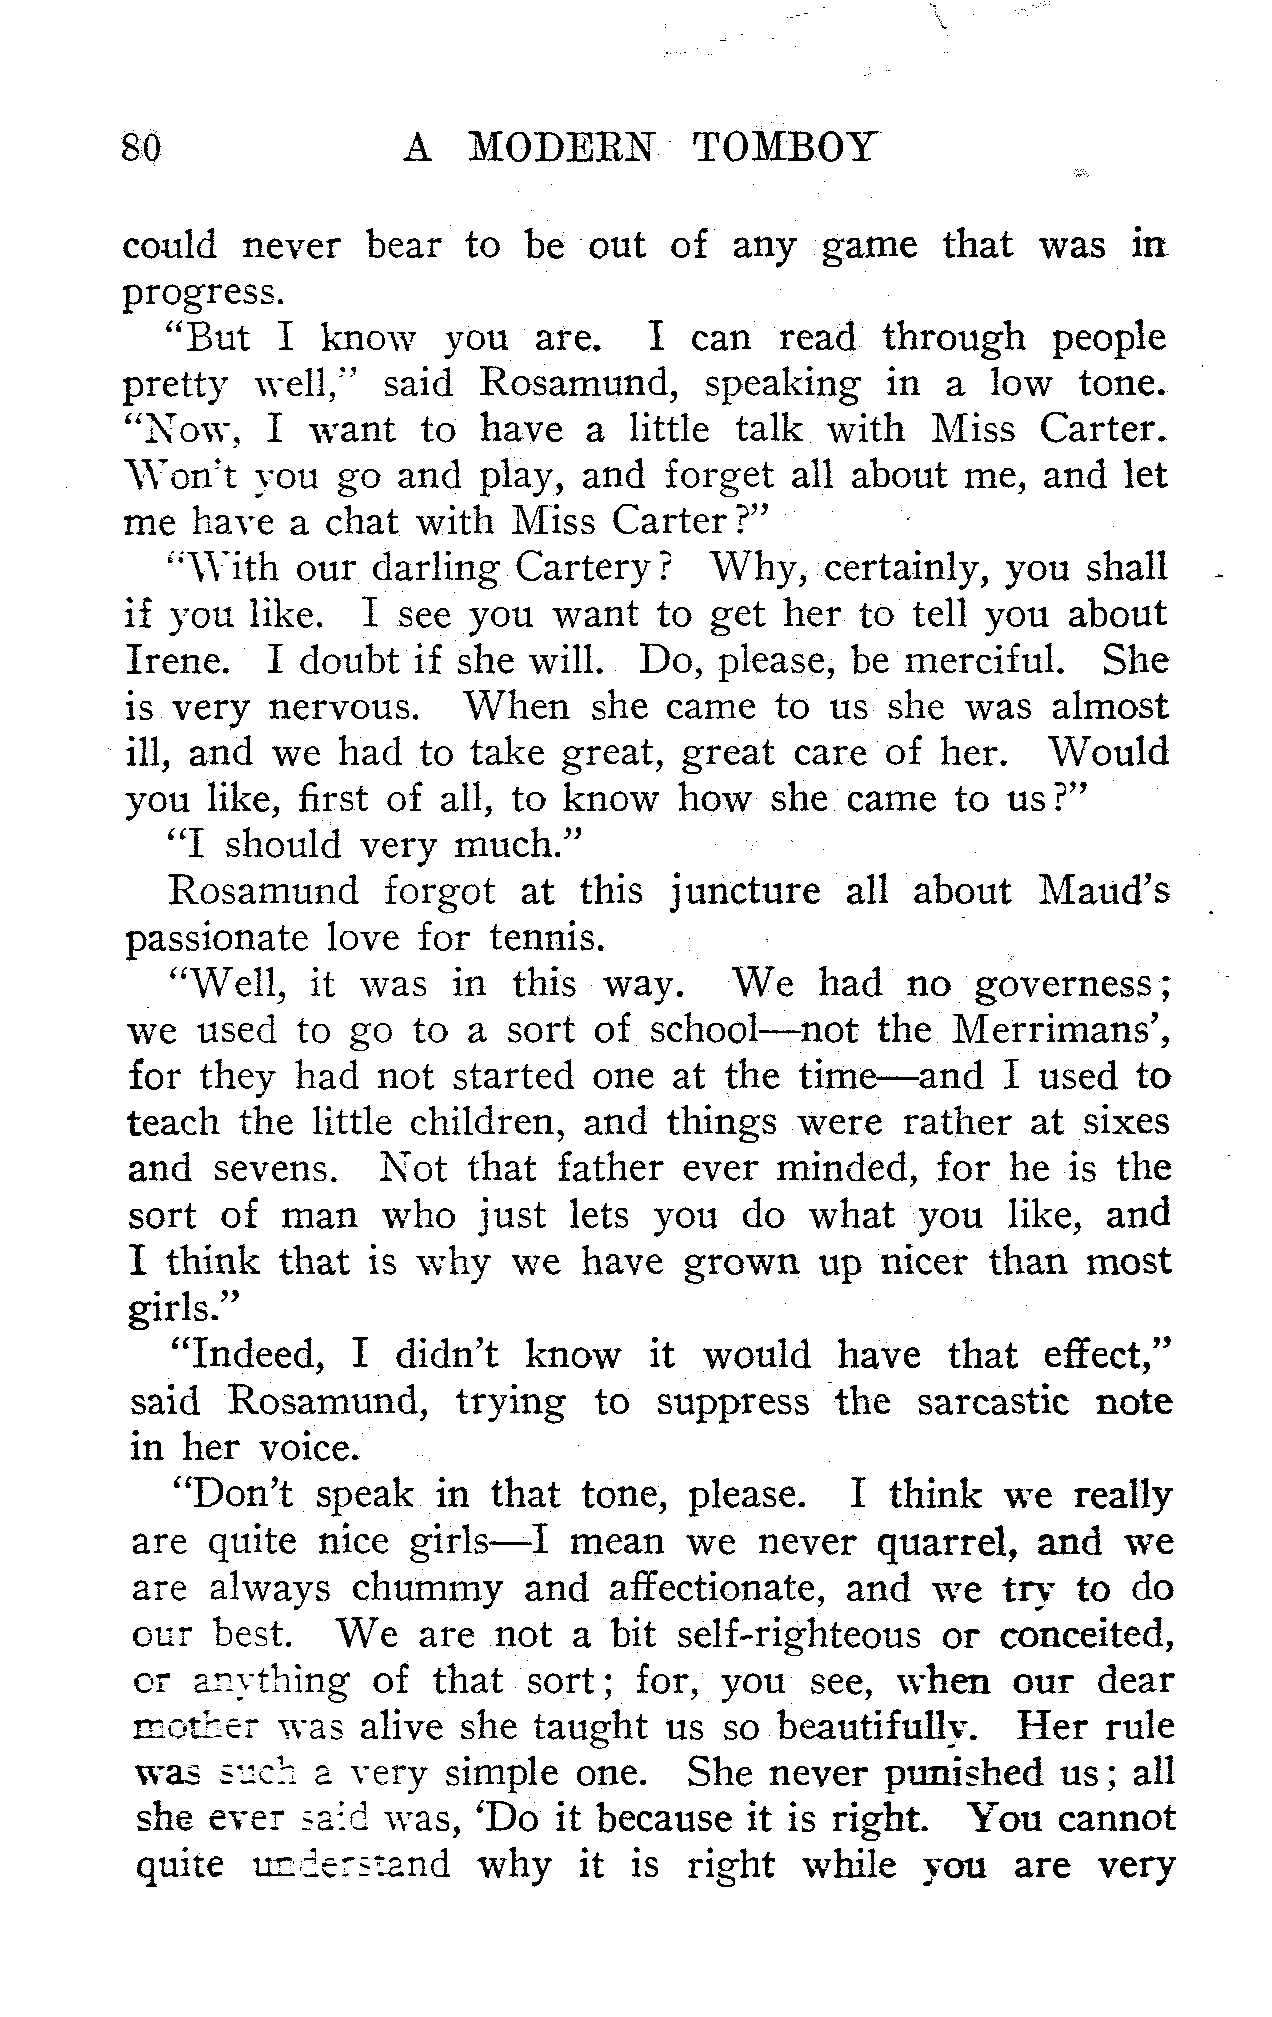 80 A MODERN TOMBOY
could never bear to be out of any game that was in
progress.
“But I know you are. I can read through people
pretty well,” said Rosamund, speaking in a low tone.
“Now, I want to have a little talk with Miss Carter.
Won't you go and play, and forget all about me, and let
me have a chat with Miss Carter?”
“With our darling Cartery? Why, certainly, you shall
if you like. I see you want to get her to tell you about
Irene. I doubt if she will. Do, please, be merciful. She
is very nervous. When she came to us she was almost
ill, and we had to take great, great care of her. Would
you like, first of all, to know how she came to us?”
“I should very much.”
Rosamund forgot at this juncture all about Maud’s
passionate love for tennis.
“Well, it was in this way. We had no governess;
we used to go to a sort of school—not the Merrimans’,
for they had not started one at the time—and I used to
teach the little children, and things were rather at sixes
and sevens. Not that father ever minded, for he is the
sort of man who just lets you do what you like, and
I think that is why we have grown up nicer than most
girls.”
“Indeed, I didn’t know it would have that effect,”
said Rosamund, trying to suppress the sarcastic note
in her voice.
“Don’t speak in that tone, please. I think we really
are quite nice girls—I mean we never quarrel, and we
are always chummy and affectionate, and we try to do
our best. We are not a bit self-righteous or conceited,
or anything of that sort; for, you see, when our dear
mother was alive she taught us so beautifully. Her rule
was such a very simple one. She never punished us; all
she ever said was, ‘Do it because it is right. You cannot
quite understand why it is right while you are very